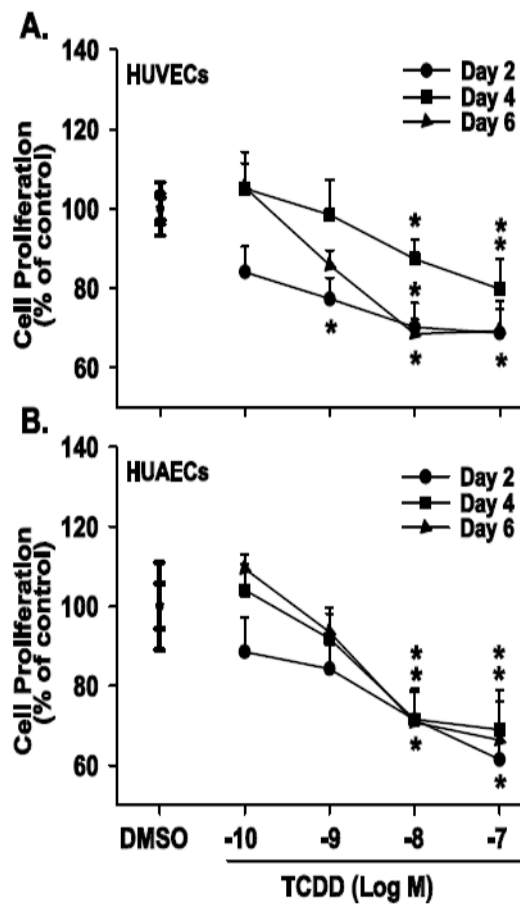 A.
140
HUVECs
Day 2
Day 4
Day 6
120
100
80
60
Cell Proliferation
(% of control)
* * * * * * *
B.
140
HUAECs
Day 2
Day 4
Day 6
120
100
80
60
Cell Proliferation
(% of control)
* * * * * *
DMSO -10 -9 -8 -7
TCDD (Log M)